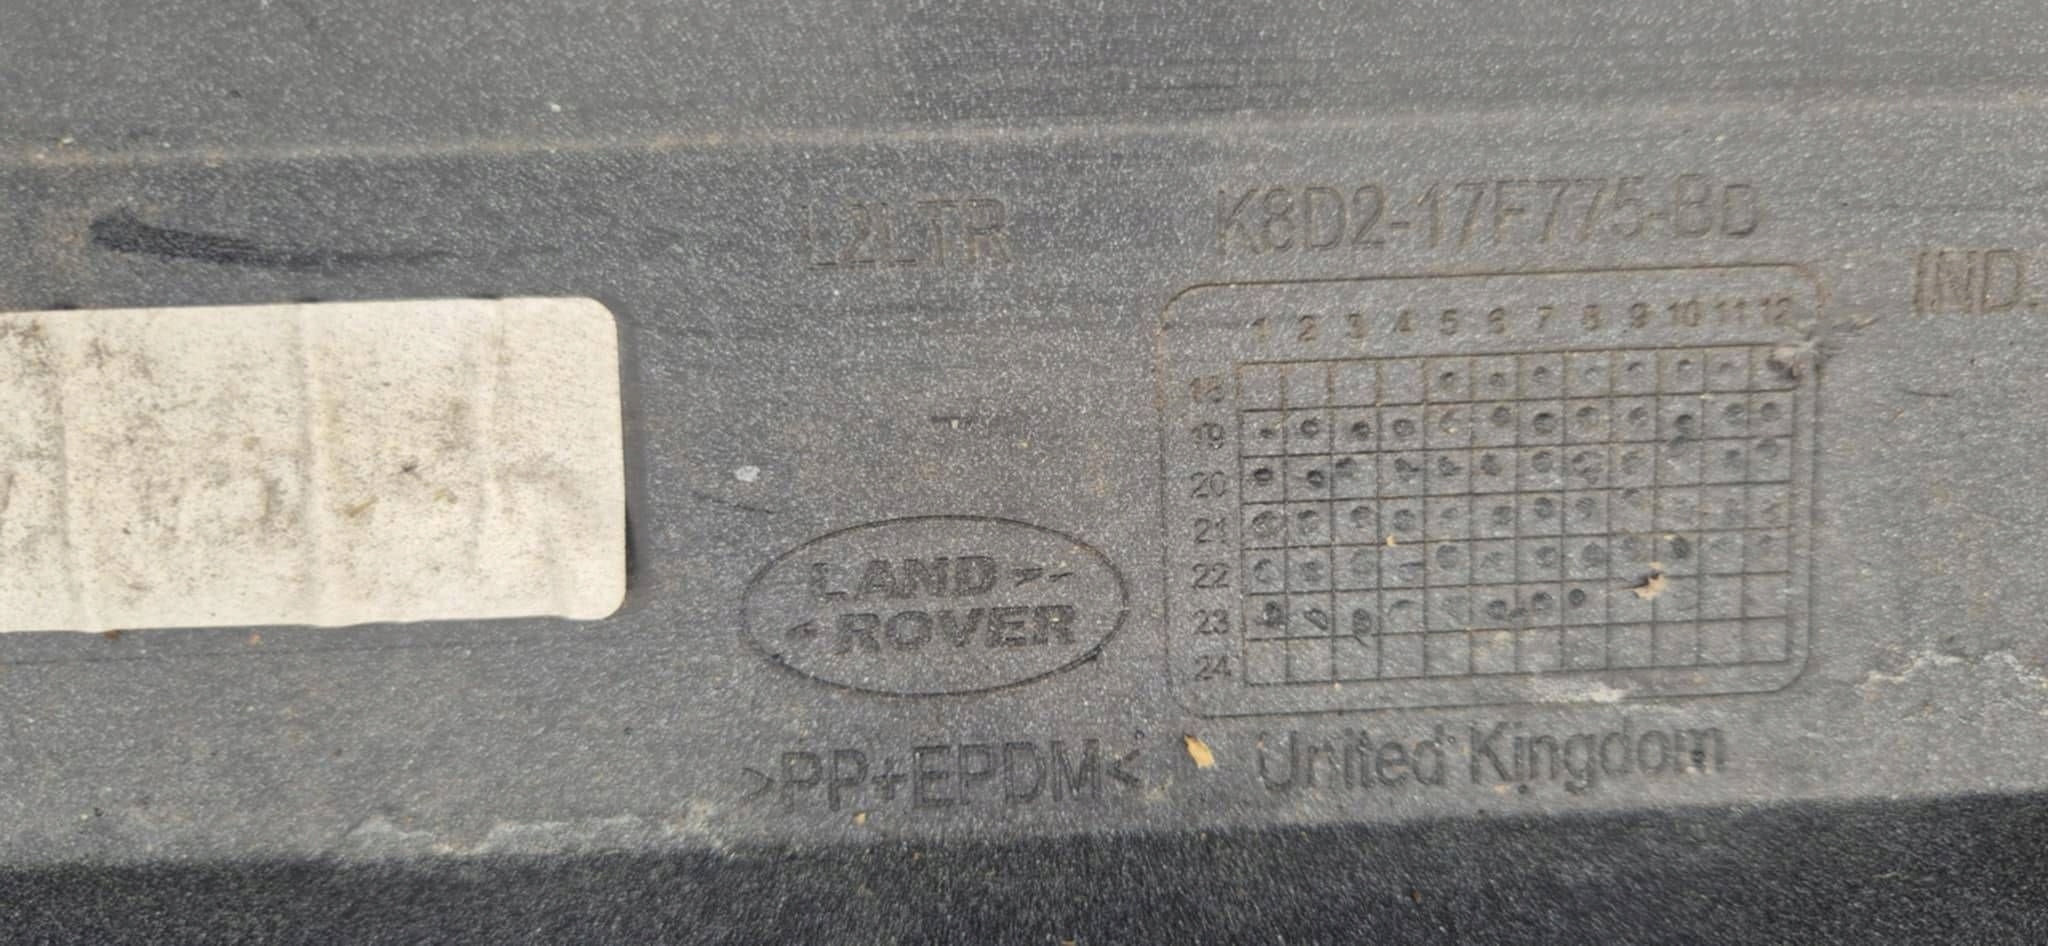 L2LTR
K8D2-17F775-BD
IND.
1 2 3 4 5 6 7 8 9 10 11 12
18
19
20
21
22
23
24
LAND
ROVER
>PP+EPDM<
United Kingdom